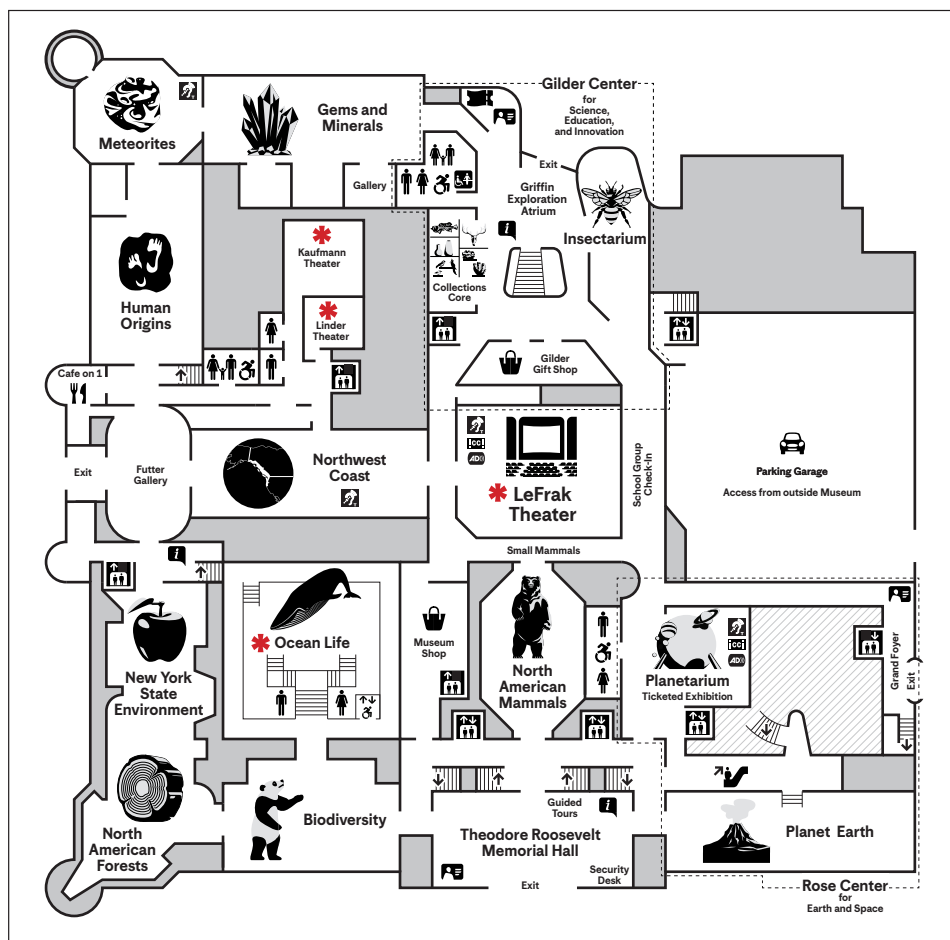 Gilder Center
for
Science,
Education,
and Innovation
Meteorites
Gems and
Minerals
Gallery
Exit
Griffin
Exploration
Atrium
i
Insectarium
Kaufmann
Theater
Collections
Core
Human
Origins
Linder
Theater
Cafe on 1
Gilder
Gift Shop
Exit
Futter
Gallery
Northwest
Coast
[cc]
AD
LeFrak
Theater
School Group
Check-In
Parking Garage
Access from outside Museum
Small Mammals
i
Ocean Life
Museum
Shop
North
American
Mammals
[cc]
AD
Planetarium
Ticketed Exhibition
Grand Foyer
Exit
New York
State
Environment
North
American
Forests
Biodiversity
Guided
Tours
i
Theodore Roosevelt
Memorial Hall
Security
Desk
Exit
Planet Earth
Rose Center
for
Earth and Space